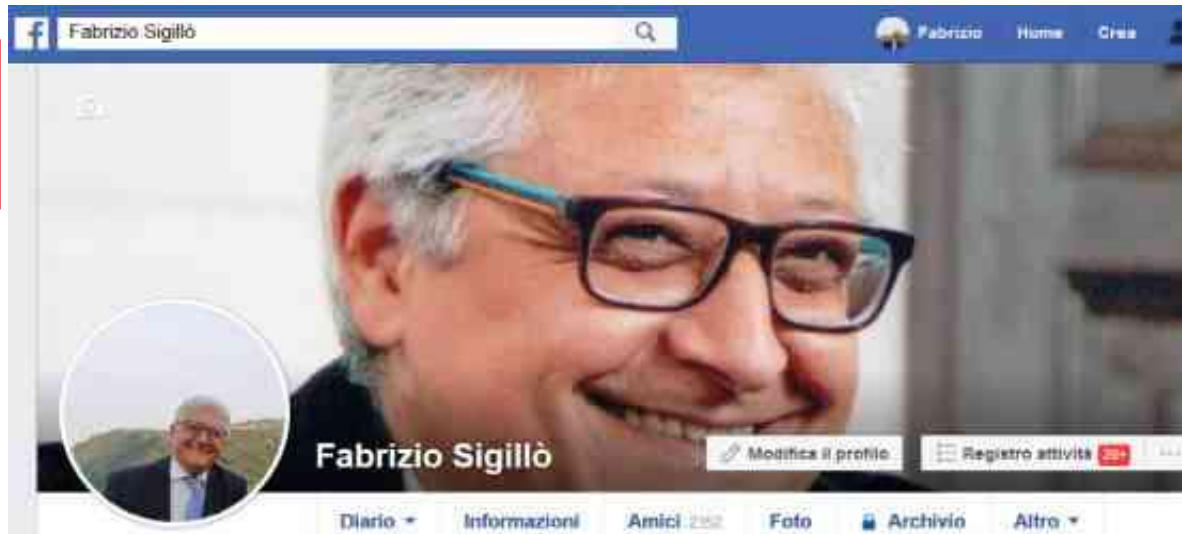 f Fabrizio Sigillò Fabrizio Home Crea
Fabrizio Sigillò
Modifica il profilo Registro attività 20+
Diario Informazioni Amici Foto Archivio Altro